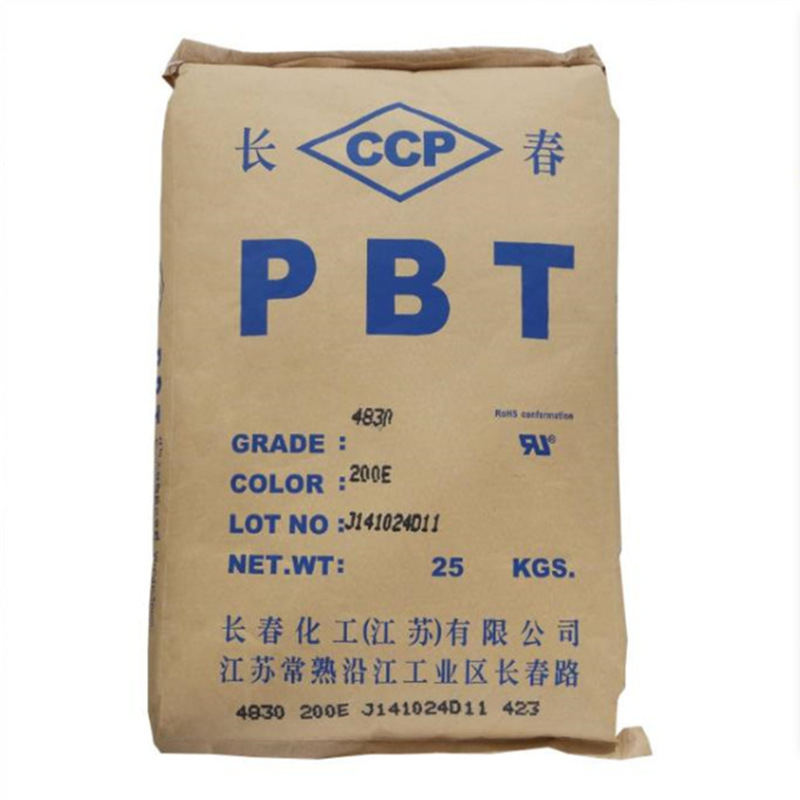 长 CCP 春
PBT
4830
RoHS conformation
GRADE :
COLOR : 200E
LOT NO : J141024D11
NET.WT: 25 KGS.
长春化工(江苏)有限公司
江苏常熟沿江工业区长春路
4830 200E J141024D11 423